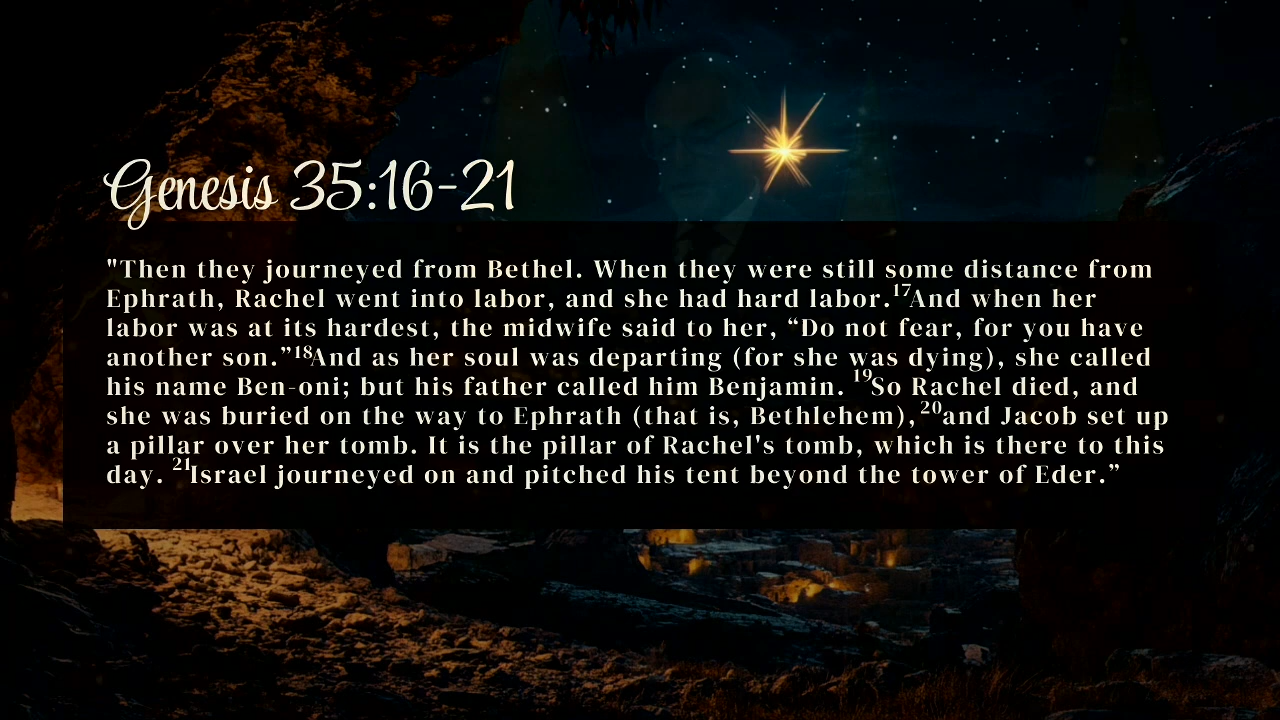 Genesis 35:16-21
"Then they journeyed from Bethel. When they were still some distance from
Ephrath, Rachel went into labor, and she had hard labor.17And when her
labor was at its hardest, the midwife said to her, “Do not fear, for you have
another son.”18And as her soul was departing (for she was dying), she called
his name Ben-oni; but his father called him Benjamin. 19So Rachel died, and
she was buried on the way to Ephrath (that is, Bethlehem),20and Jacob set up
a pillar over her tomb. It is the pillar of Rachel's tomb, which is there to this
day. 21Israel journeyed on and pitched his tent beyond the tower of Eder.”